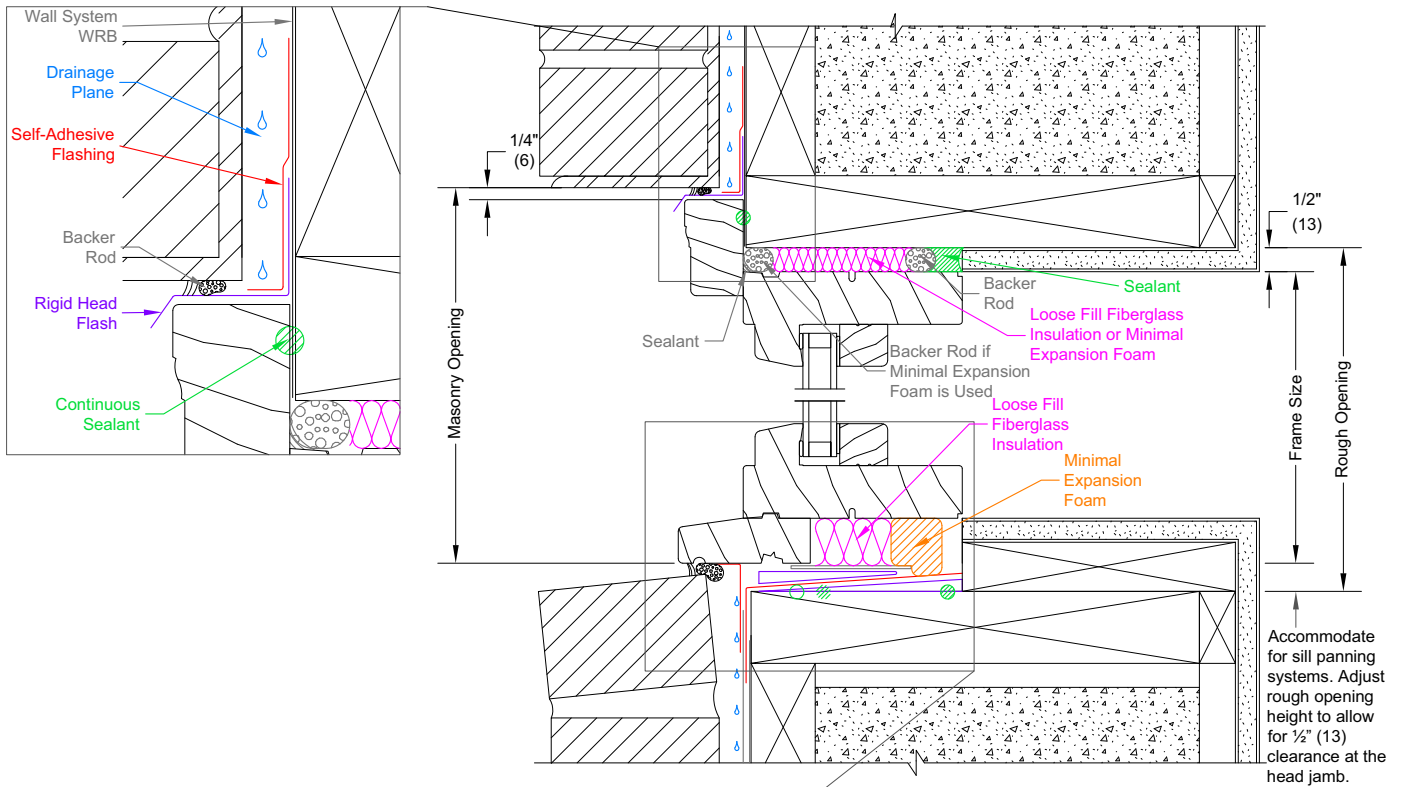 Wall System
WRB
Drainage
Plane
Self-Adhesive
Flashing
Backer
Rod
Rigid Head
Flash
Continuous
Sealant
1/4"
(6)
Masonry Opening
1/2"
(13)
Sealant
Backer
Rod
Sealant
Loose Fill Fiberglass
Insulation or Minimal
Expansion Foam
Backer Rod if
Minimal Expansion
Foam is Used
Loose Fill
Fiberglass
Insulation
Minimal
Expansion
Foam
Frame Size
Rough Opening
Accommodate
for sill panning
systems. Adjust
rough opening
height to allow
for ½” (13)
clearance at the
head jamb.